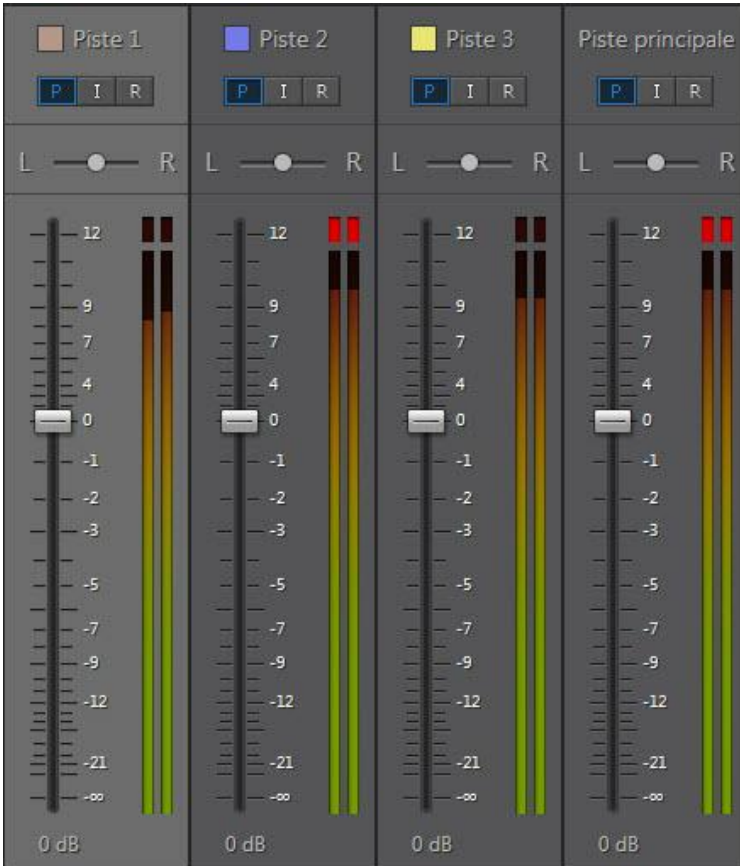 Piste 1 Piste 2 Piste 3 Piste principale
P I R P I R P I R P I R
L R L R L R L R
12 12 12 12
9 9 9 9
7 7 7 7
4 4 4 4
0 0 0 0
-1 -1 -1 -1
-2 -2 -2 -2
-3 -3 -3 -3
-5 -5 -5 -5
-7 -7 -7 -7
-9 -9 -9 -9
-12 -12 -12 -12
-21 -21 -21 -21
-∞ -∞ -∞ -∞
0 dB 0 dB 0 dB 0 dB